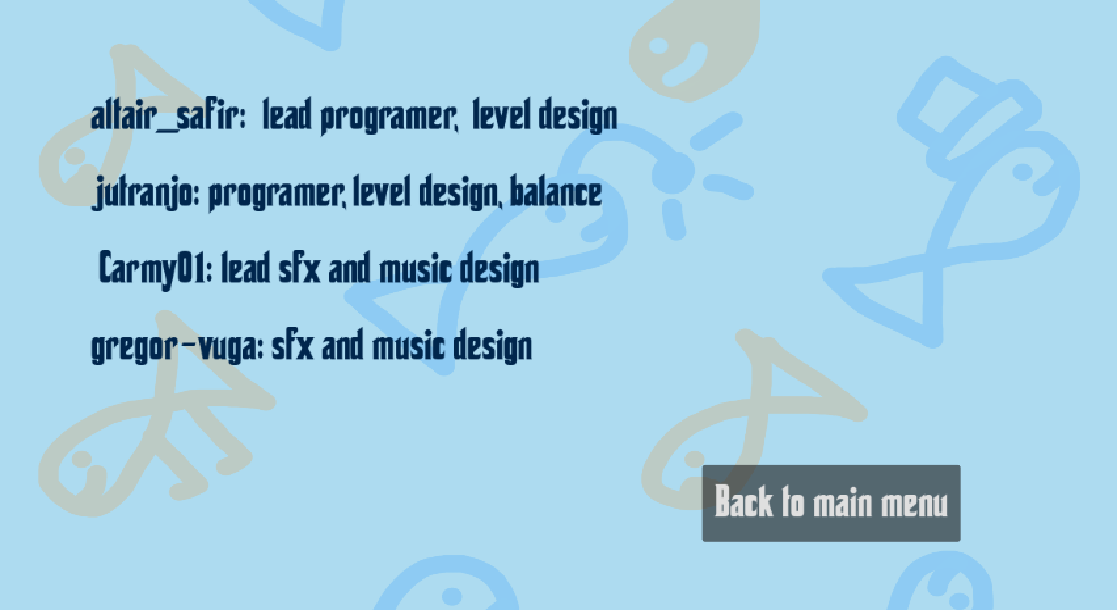 altair_safir: lead programer, level design
jutranjo: programer, level design, balance
Carmy01: lead sfx and music design
gregor-vuga: sfx and music design
Back to main menu